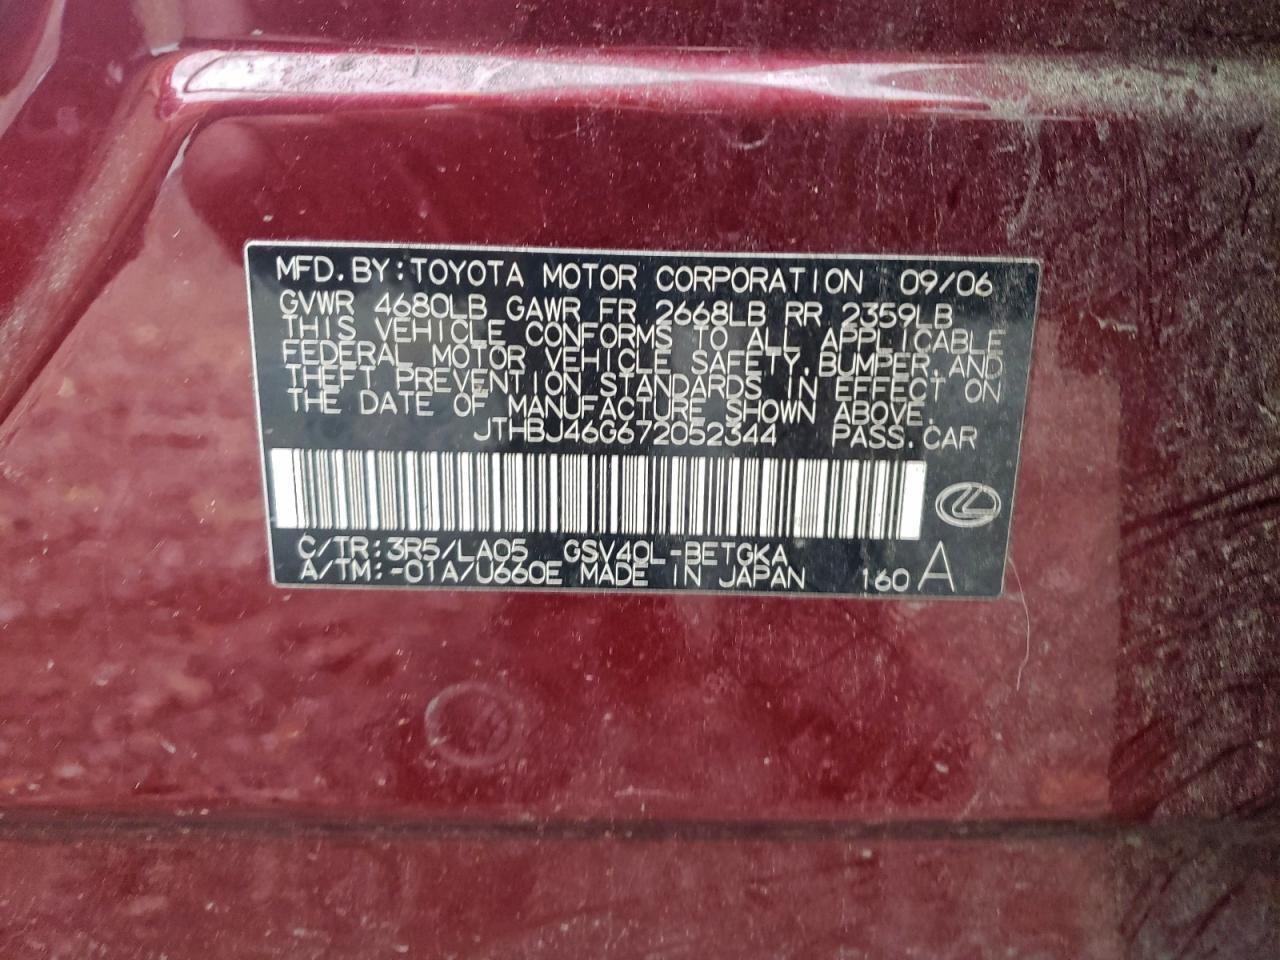 MFD.BY:TOYOTA MOTOR CORPORATION 09/06
GVWR 4680LB GAWR FR 2668LB RR 2359LB
THIS VEHICLE CONFORMS TO ALL APPLICABLE
FEDERAL MOTOR VEHICLE SAFETY,BUMPER,AND
THEFT PREVENTION STANDARDS IN EFFECT ON
THE DATE OF MANUFACTURE SHOWN ABOVE.
JTHBJ46G672052344 PASS.CAR
C/TR:3R5/LA05 GSV40L-BETGKA
A/TM:-01A/U660E MADE IN JAPAN 160 A